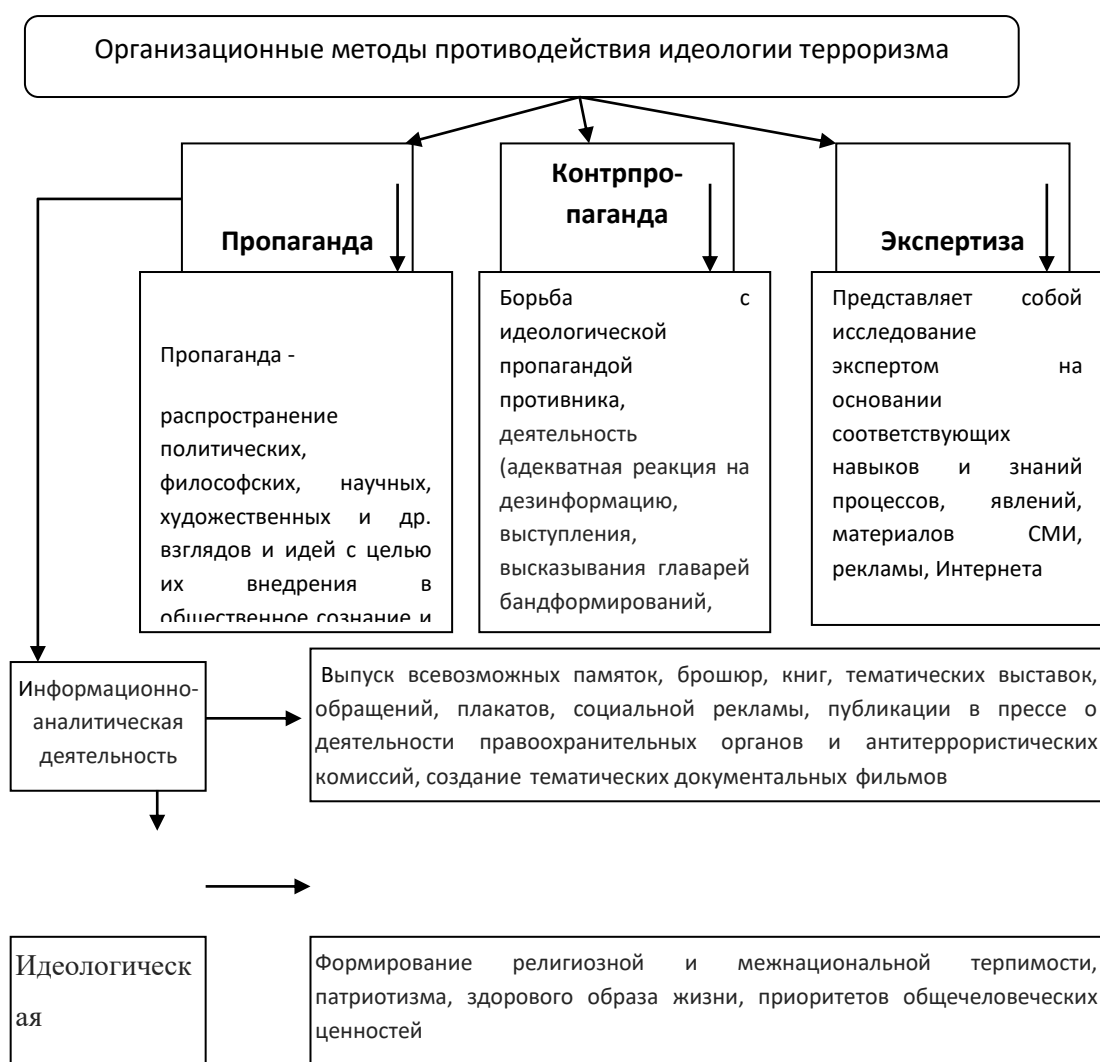 Организационные методы противодействия идеологии терроризма
Пропаганда
Контрпро-
паганда
Экспертиза
Пропаганда -
распространение
политических,
философских, научных,
художественных и др.
взглядов и идей с целью
их внедрения в
общественное сознание и
Борьба с
идеологической
пропагандой
противника,
деятельность
(адекватная реакция на
дезинформацию,
выступления,
высказывания главарей
бандформирований,
Представляет собой
исследование
экспертом на
основании
соответствующих
навыков и знаний
процессов, явлений,
материалов СМИ,
рекламы, Интернета
Информационно-
аналитическая
деятельность
Выпуск всевозможных памяток, брошюр, книг, тематических выставок,
обращений, плакатов, социальной рекламы, публикации в прессе о
деятельности правоохранительных органов и антитеррористических
комиссий, создание тематических документальных фильмов
Идеологическ
ая
Формирование религиозной и межнациональной терпимости,
патриотизма, здорового образа жизни, приоритетов общечеловеческих
ценностей